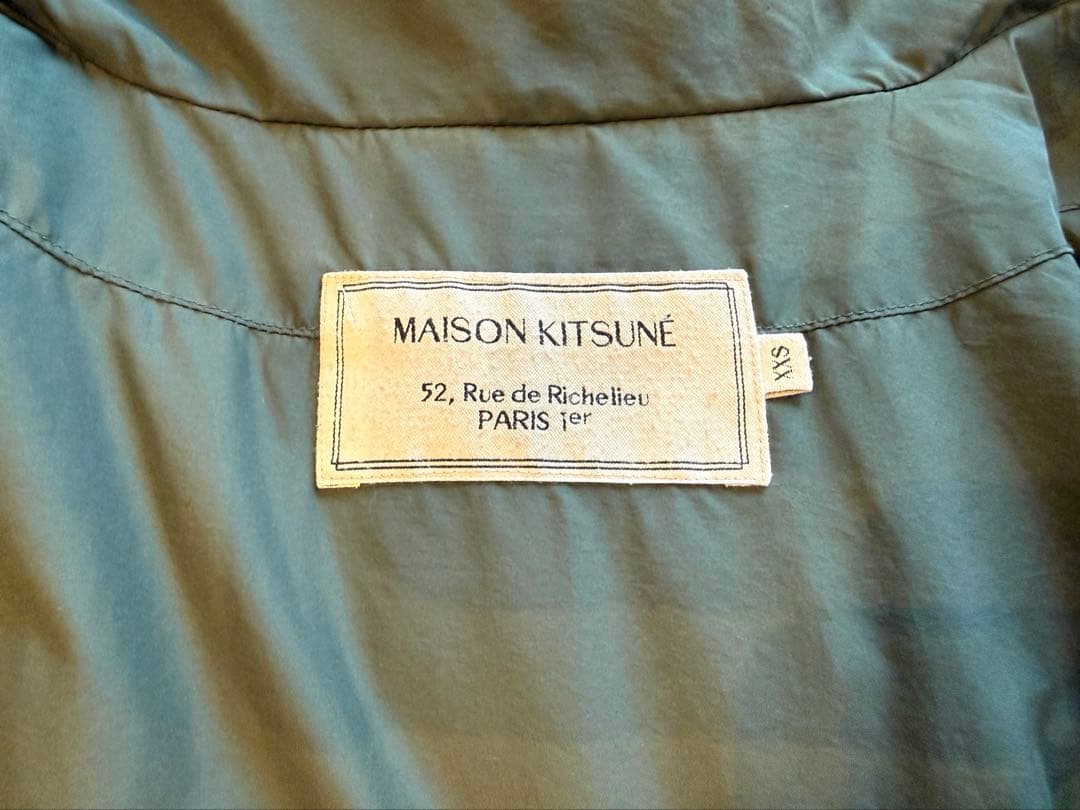 MAISON KITSUNÉ
52, Rue de Richelieu
PARIS 1er
XXS